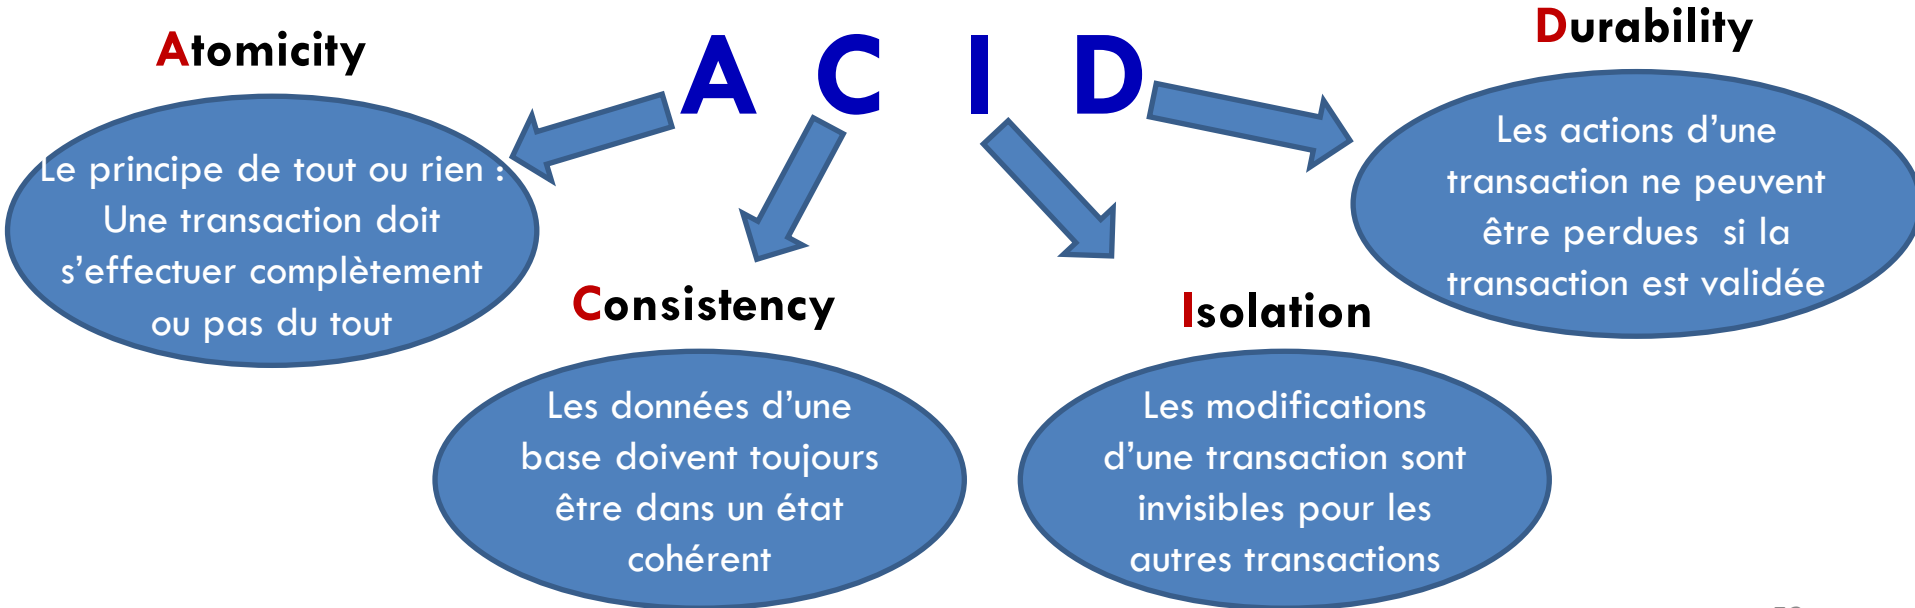 A C I D
Atomicity
Le principe de tout ou rien :
Une transaction doit
s'effectuer complètement
ou pas du tout
Consistency
Les données d'une
base doivent toujours
être dans un état
cohérent
Isolation
Les modifications
d'une transaction sont
invisibles pour les
autres transactions
Durability
Les actions d'une
transaction ne peuvent
être perdues  si la
transaction est validée